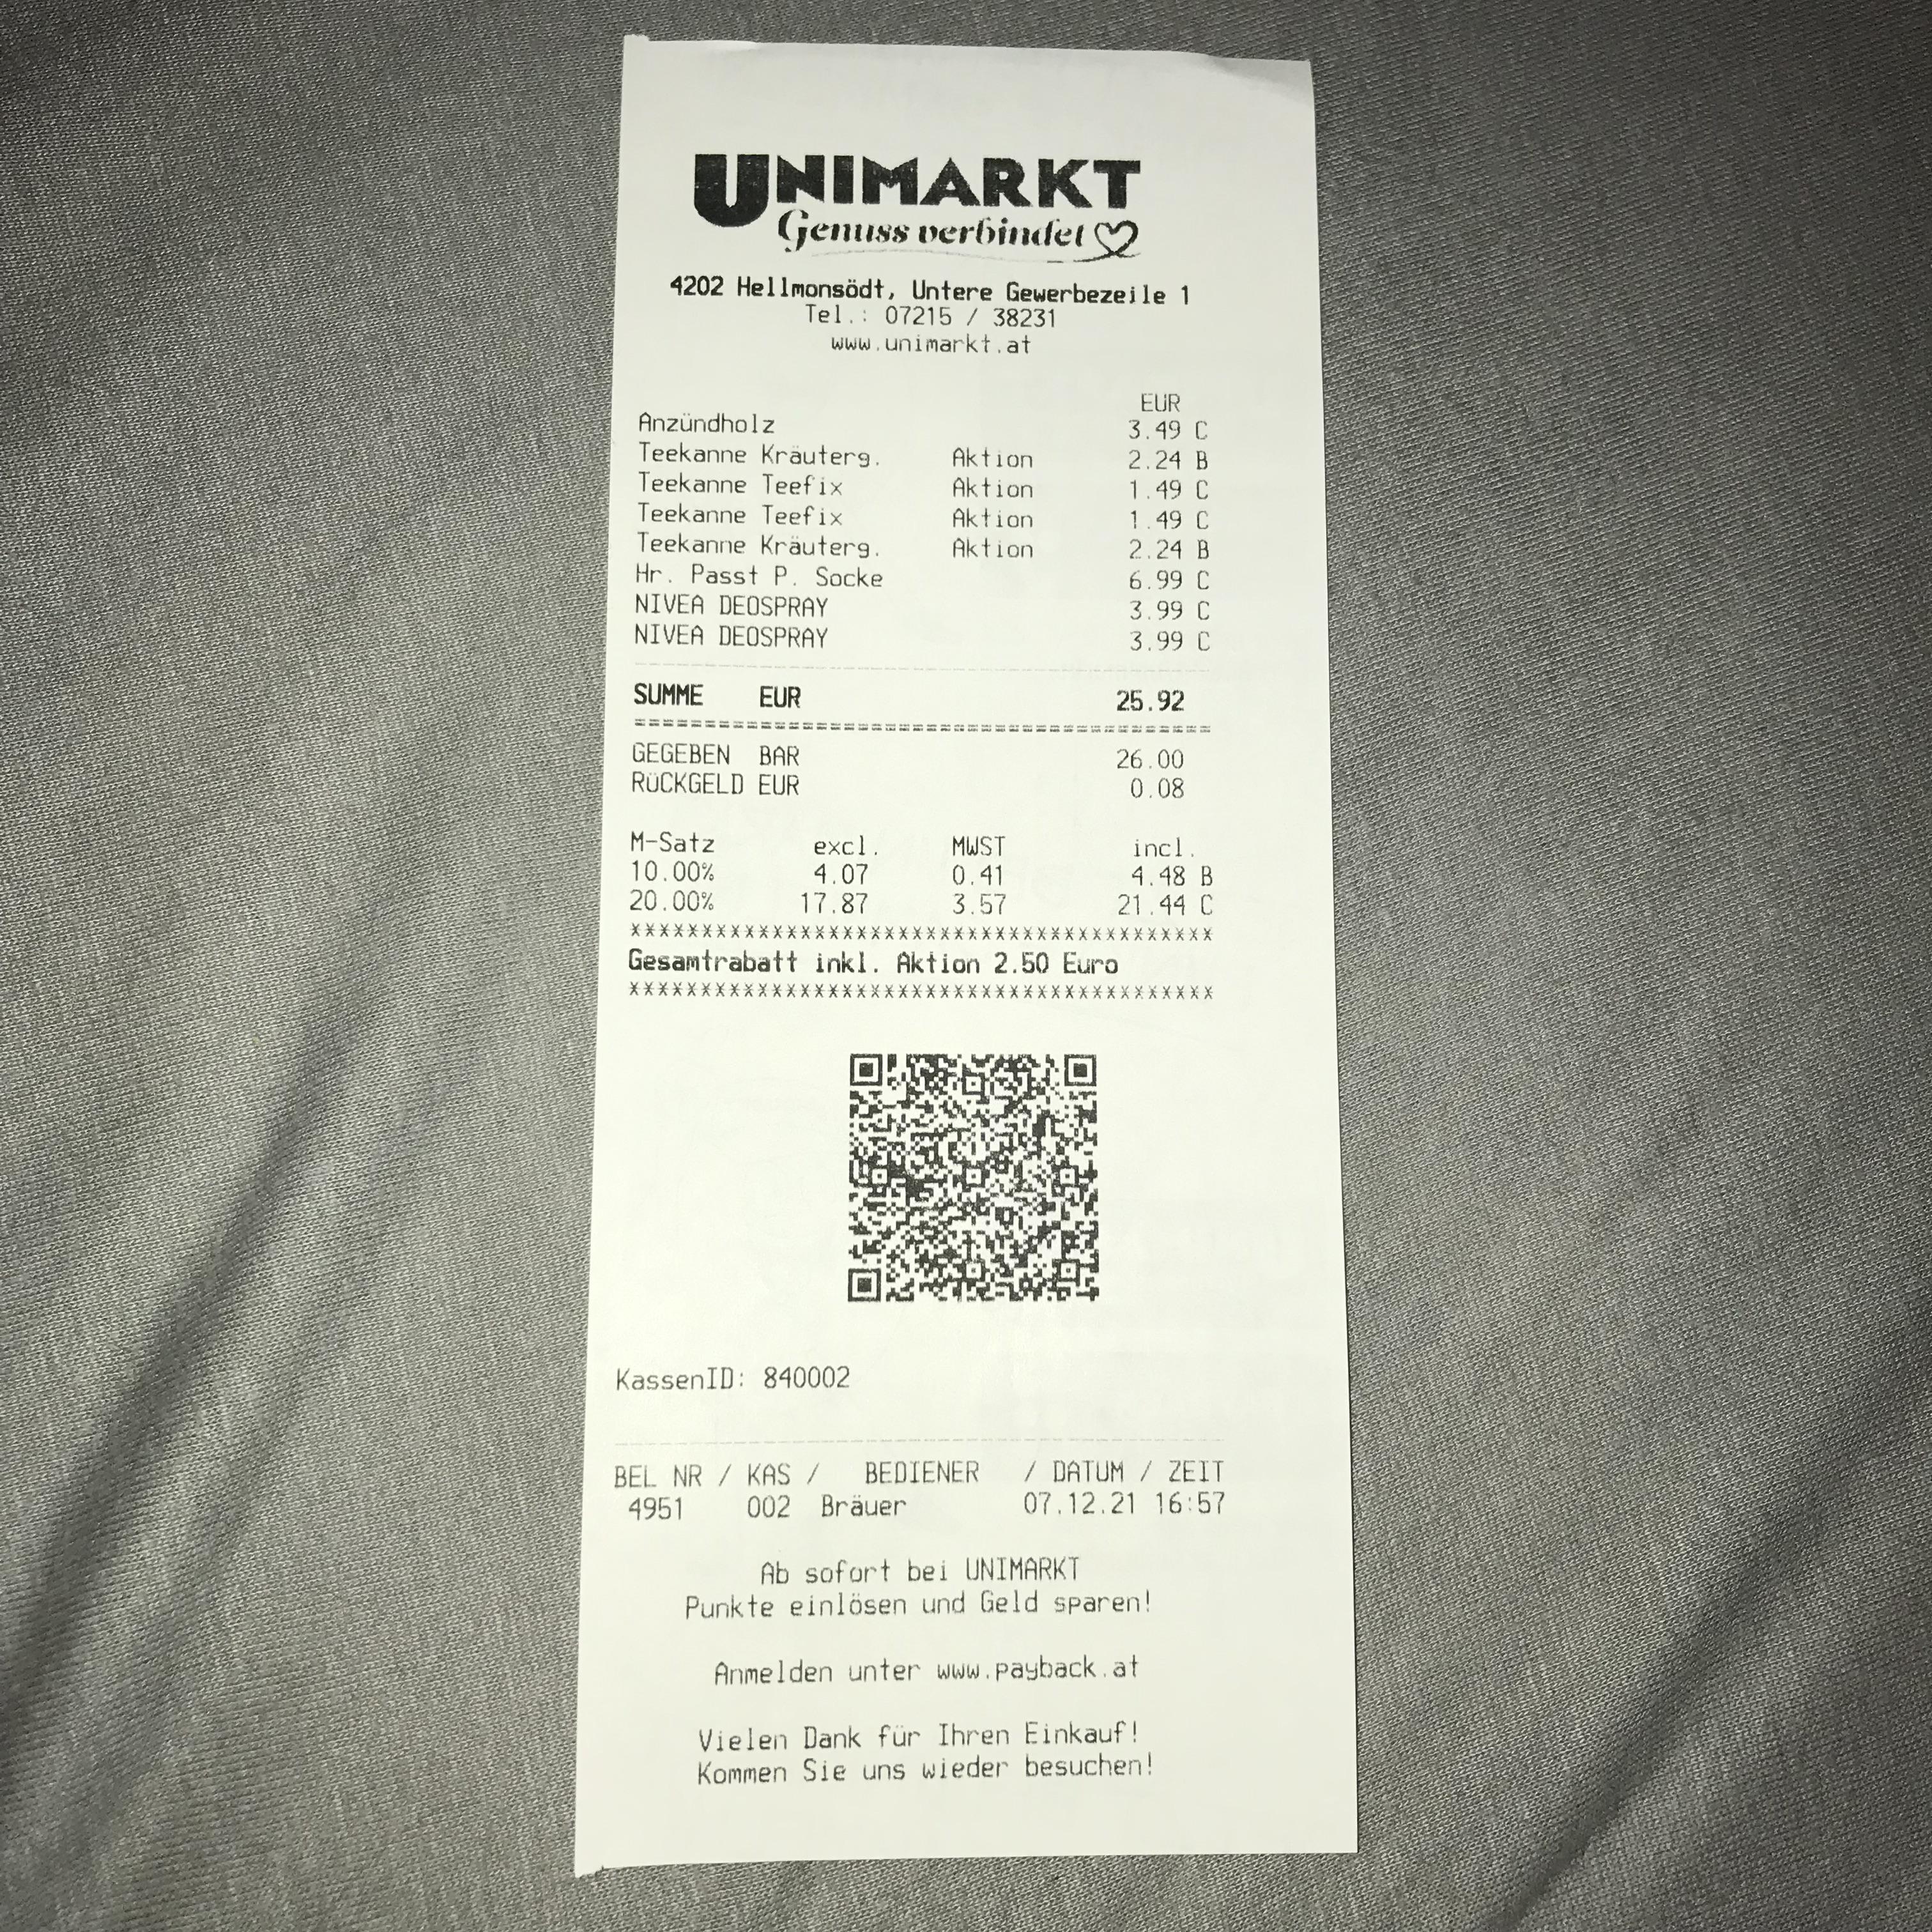 UNIMARKT
Genuss verbindet
4202 Hellmonsödt, Untere Gewerbezeile 1
Tel.: 07215 / 38231
www.unimarkt.at
EUR
Anzündholz 3.49 C
Teekanne Kräuterg. Aktion 2.24 B
Teekanne Teefix Aktion 1.49 C
Teekanne Teefix Aktion 1.49 C
Teekanne Kräuterg. Aktion 2.24 B
Hr. Passt P. Socke 6.99 C
NIVEA DEOSPRAY 3.99 C
NIVEA DEOSPRAY 3.99 C
SUMME EUR 25.92
GEGEBEN BAR 26.00
RÜCKGELD EUR 0.08
M-Satz excl. MWST incl.
10.00% 4.07 0.41 4.48 B
20.00% 17.87 3.57 21.44 C
Gesamtrabatt inkl. Aktion 2.50 Euro
KassenID: 840002
BEL NR / KAS / BEDIENER / DATUM / ZEIT
4951 002 Bräuer 07.12.21 16:57
Ab sofort bei UNIMARKT
Punkte einlösen und Geld sparen!
Anmelden unter www.payback.at
Vielen Dank für Ihren Einkauf!
Kommen Sie uns wieder besuchen!